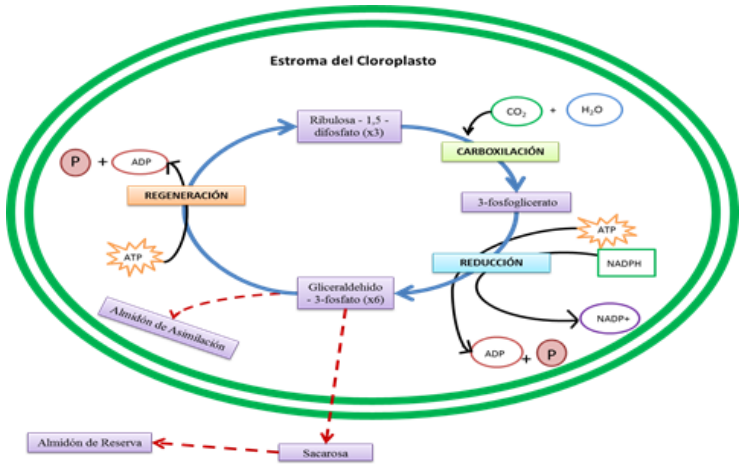 Estroma del Cloroplasto
Ribulosa - 1,5 -
difosfato (x3)
CO₂ + H₂O
CARBOXILACIÓN
P + ADP
REGENERACIÓN
3-fosfoglicerato
ATP
ATP
REDUCCIÓN
NADPH
Gliceraldehido
- 3-fosfato (x6)
Almidón de Asimilación
NADP+
ADP + P
Almidón de Reserva
Sacarosa